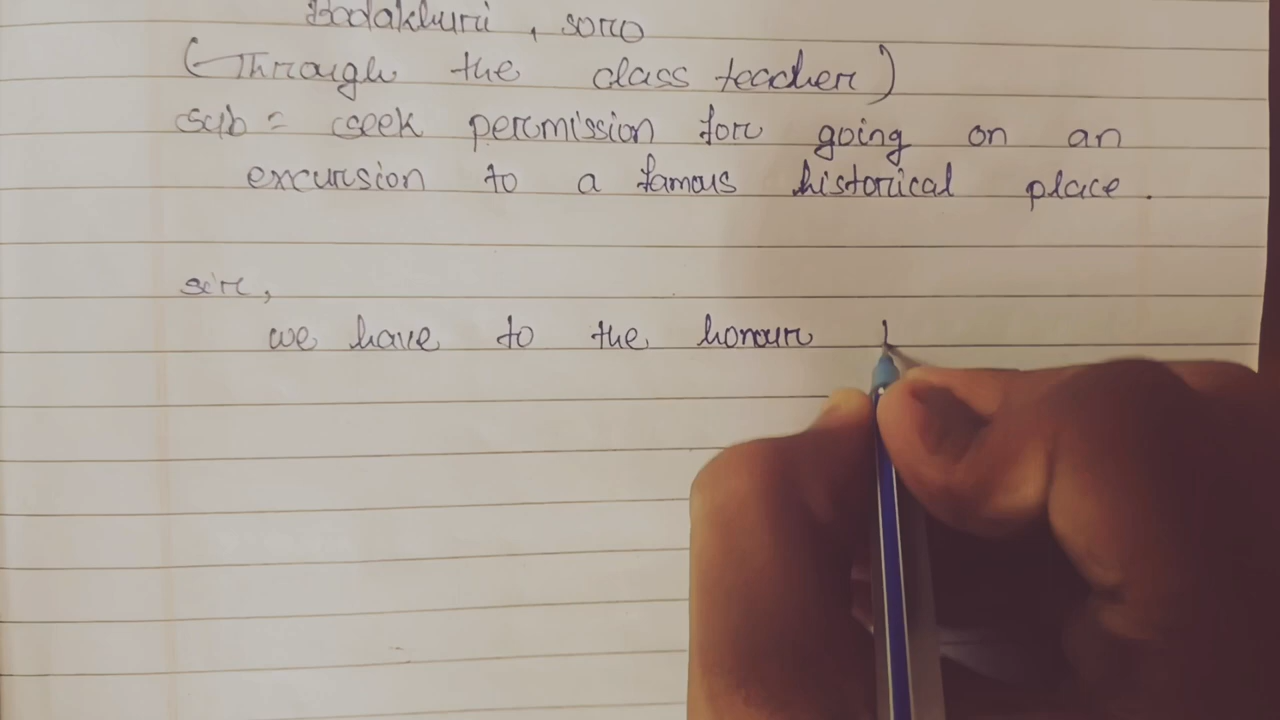 Badakhuri, soro
(Through the class teacher)
Sub = Seek permission for going on an
excursion to a famous historical place.
sir,
we have to the honour